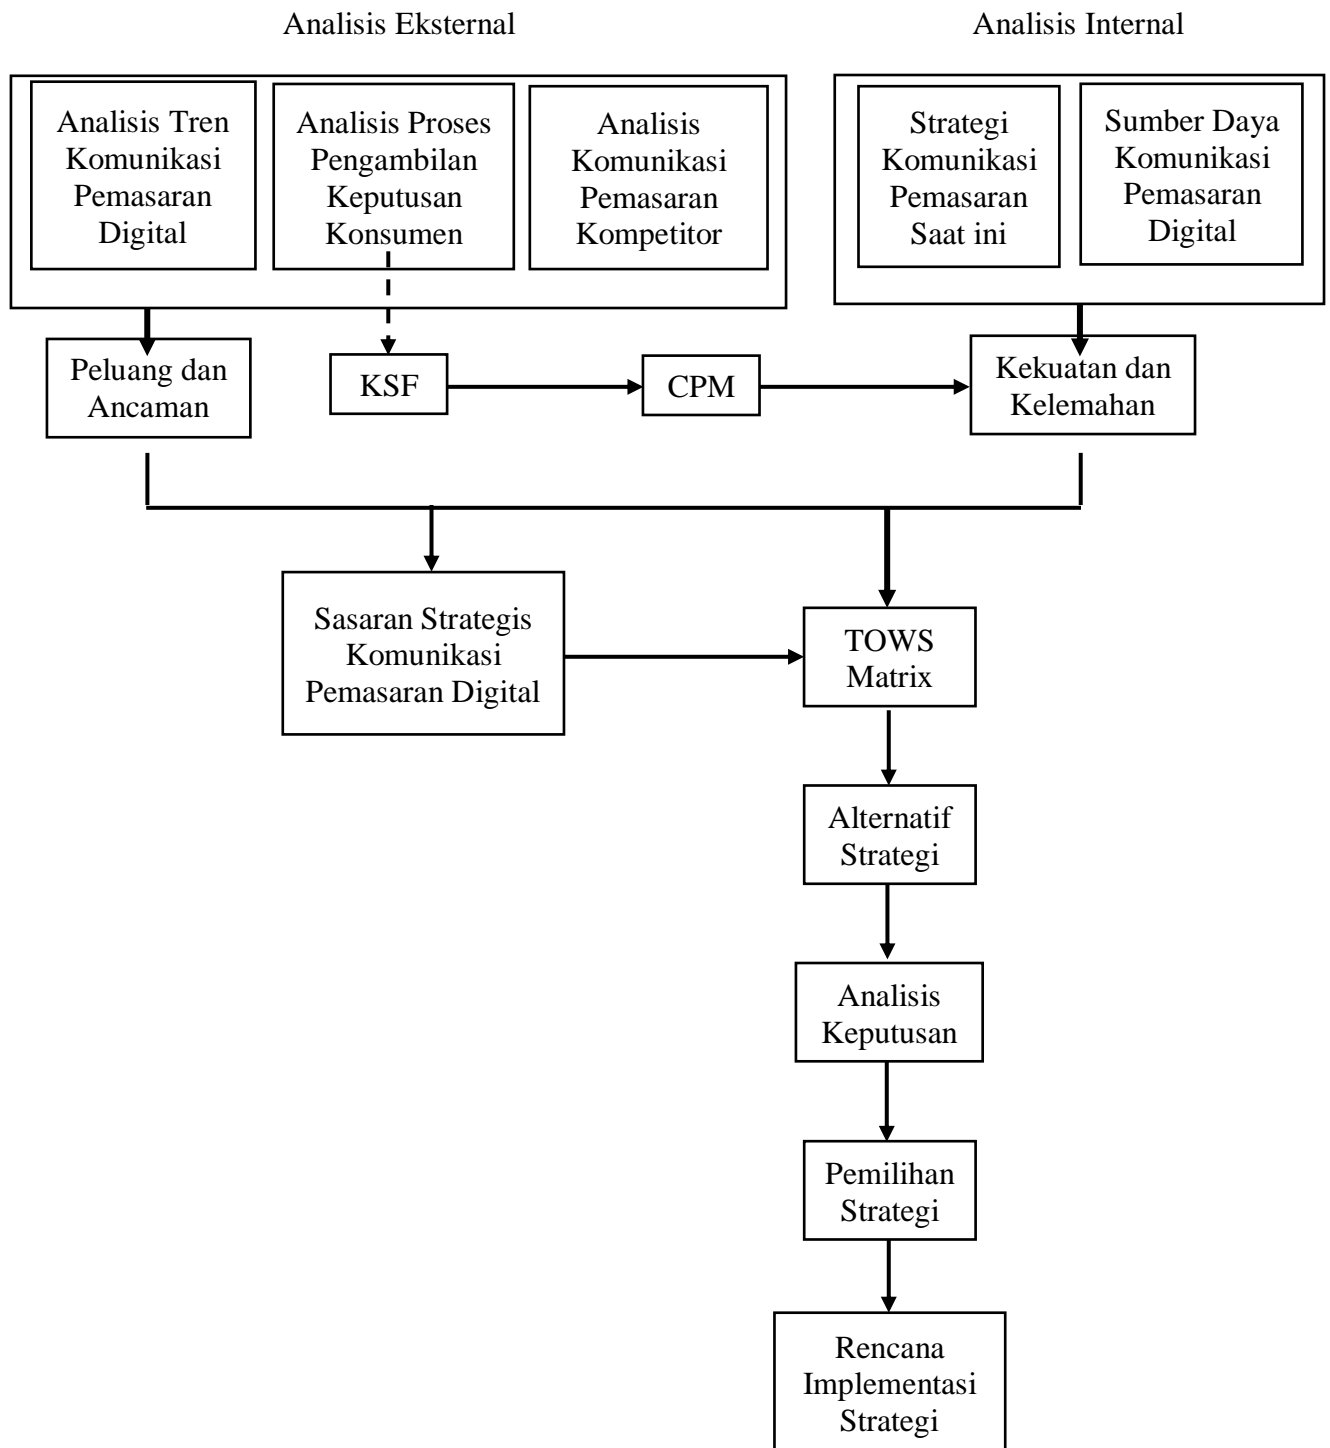 Analisis Eksternal
Analisis Internal
Analisis Tren
Komunikasi
Pemasaran
Digital
Analisis Proses
Pengambilan
Keputusan
Konsumen
Analisis
Komunikasi
Pemasaran
Kompetitor
Strategi
Komunikasi
Pemasaran
Saat ini
Sumber Daya
Komunikasi
Pemasaran
Digital
Peluang dan
Ancaman
KSF
CPM
Kekuatan dan
Kelemahan
Sasaran Strategis
Komunikasi
Pemasaran Digital
TOWS
Matrix
Alternatif
Strategi
Analisis
Keputusan
Pemilihan
Strategi
Rencana
Implementasi
Strategi